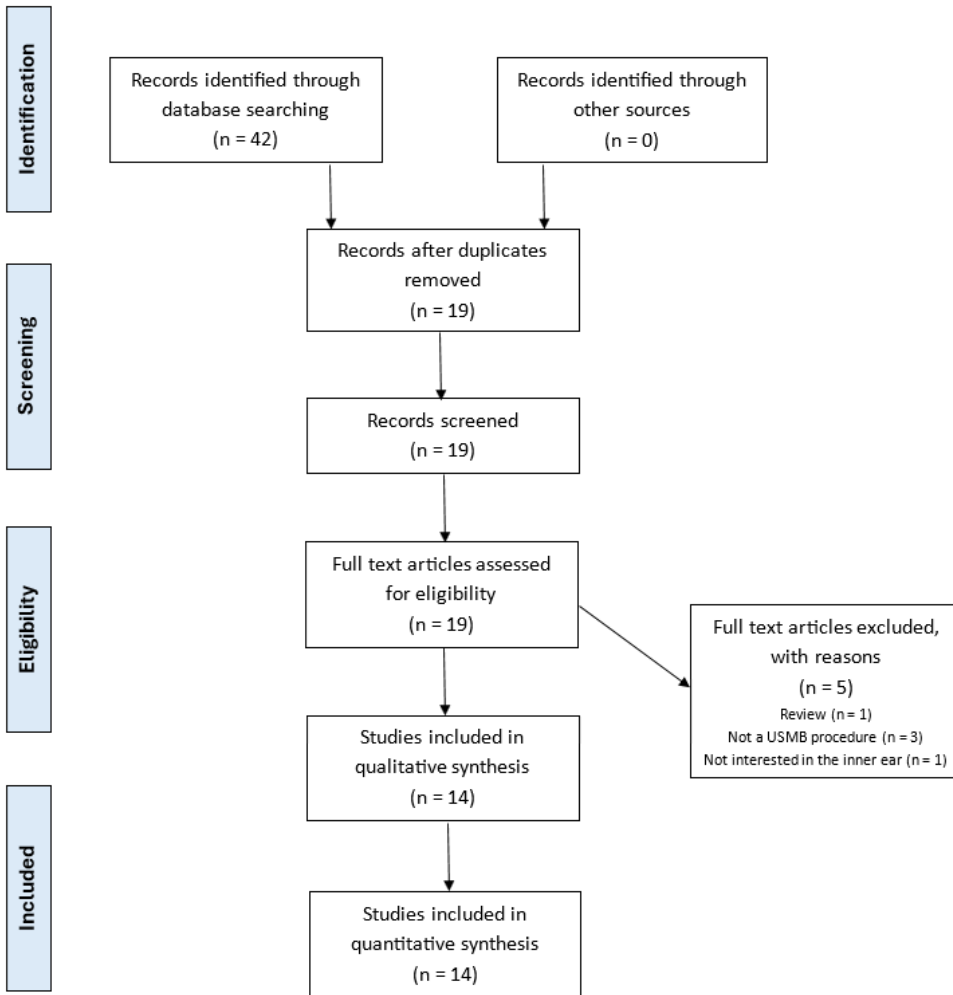 Identification
Records identified through
database searching
(n = 42)
Records identified through
other sources
(n = 0)
Screening
Records after duplicates
removed
(n = 19)
Records screened
(n = 19)
Eligibility
Full text articles assessed
for eligibility
(n = 19)
Full text articles excluded,
with reasons
(n = 5)
Review (n = 1)
Not a USMB procedure (n = 3)
Not interested in the inner ear (n = 1)
Studies included in
qualitative synthesis
(n = 14)
Included
Studies included in
quantitative synthesis
(n = 14)